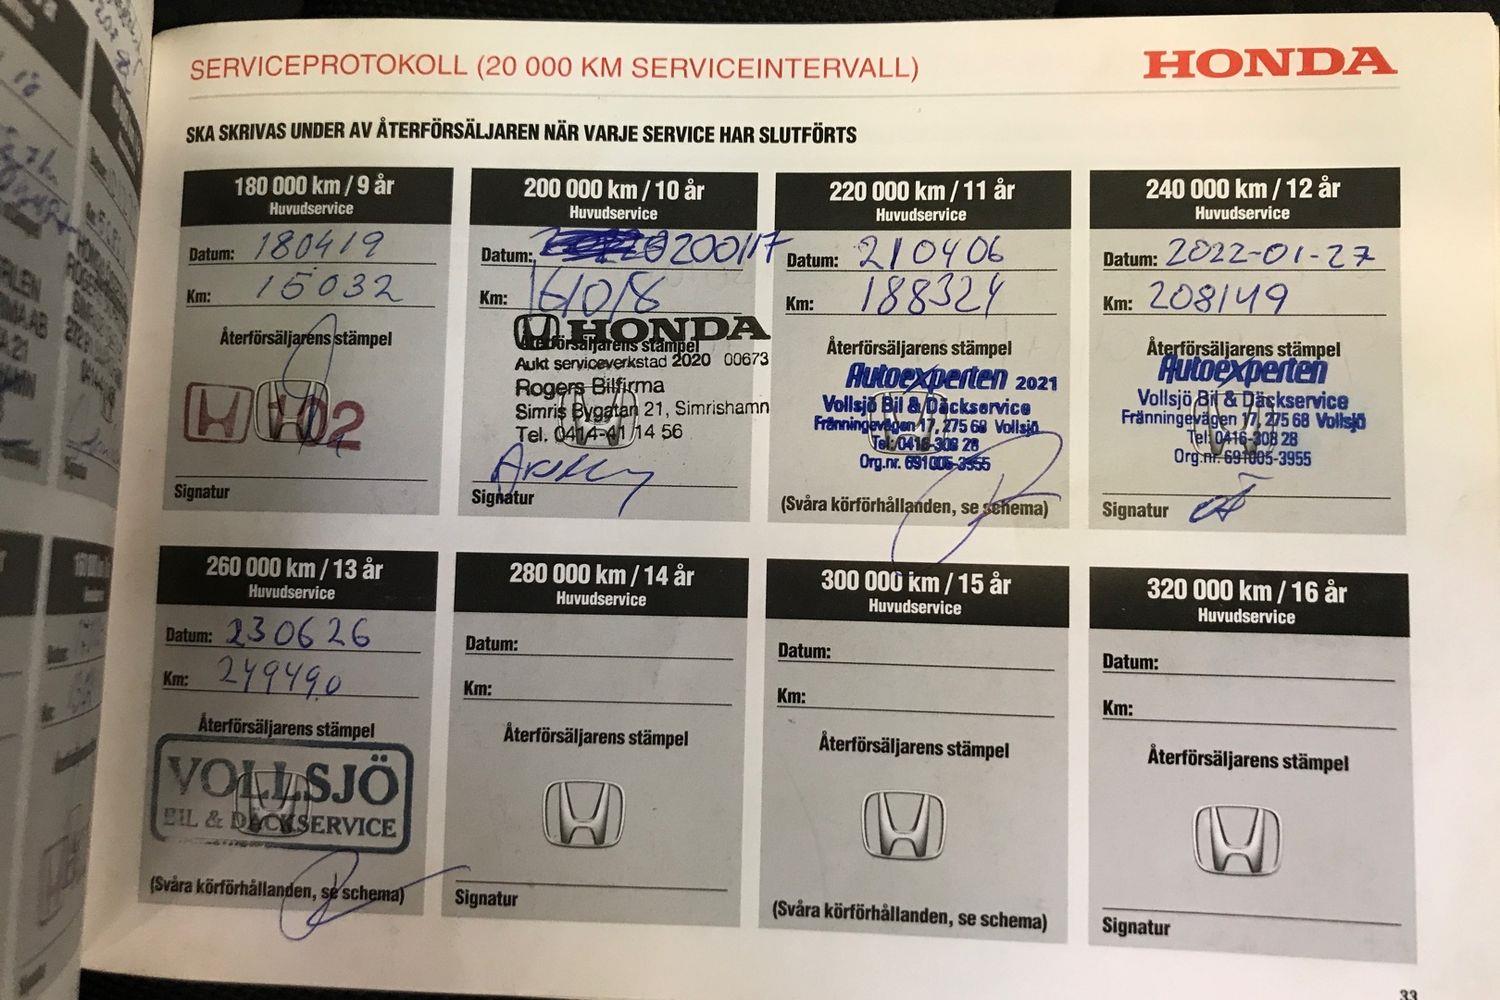 SERVICEPROTOKOLL (20 000 KM SERVICEINTERVALL)
HONDA
SKA SKRIVAS UNDER AV ÅTERFÖRSÄLJAREN NÄR VARJE SERVICE HAR SLUTFÖRTS
180 000 km / 9 år
Huvudservice
Datum: 180419
Km: 15032
Återförsäljarens stämpel
H 102
Signatur
200 000 km / 10 år
Huvudservice
Datum: 200117
Km: 161018
HONDA
Återförsäljarens stämpel
Aukt serviceverkstad 2020 00673
Rogers Bilfirma
Simris Bygatan 21, Simrishamn
Tel. 0414-41 14 56
Signatur
220 000 km / 11 år
Huvudservice
Datum: 210406
Km: 188324
Återförsäljarens stämpel
Autoexperten 2021
Vollsjö Bil & Däckservice
Fränningevägen 17, 275 68 Vollsjö
Tel: 0416-308 28
Org.nr. 691005-3955
(Svåra körförhållanden, se schema)
240 000 km / 12 år
Huvudservice
Datum: 2022-01-27
Km: 208149
Återförsäljarens stämpel
Autoexperten
Vollsjö Bil & Däckservice
Fränningevägen 17, 275 68 Vollsjö
Tel: 0416-308 28
Org.nr. 691005-3955
Signatur
260 000 km / 13 år
Huvudservice
Datum: 230626
Km: 249490
Återförsäljarens stämpel
VOLLSJÖ
BIL & DÄCKSERVICE
(Svåra körförhållanden, se schema)
280 000 km / 14 år
Huvudservice
Datum:
Km:
Återförsäljarens stämpel
Signatur
300 000 km / 15 år
Huvudservice
Datum:
Km:
Återförsäljarens stämpel
(Svåra körförhållanden, se schema)
320 000 km / 16 år
Huvudservice
Datum:
Km:
Återförsäljarens stämpel
Signatur
33